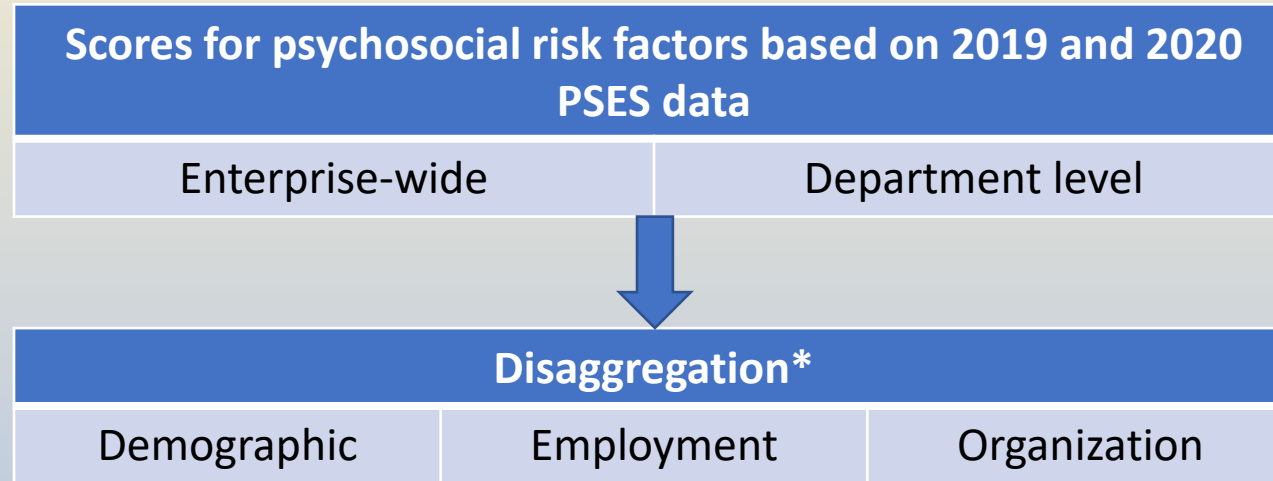 Scores for psychosocial risk factors based on 2019 and 2020
PSES data
Enterprise-wide
Department level
Disaggregation*
Demographic
Employment
Organization